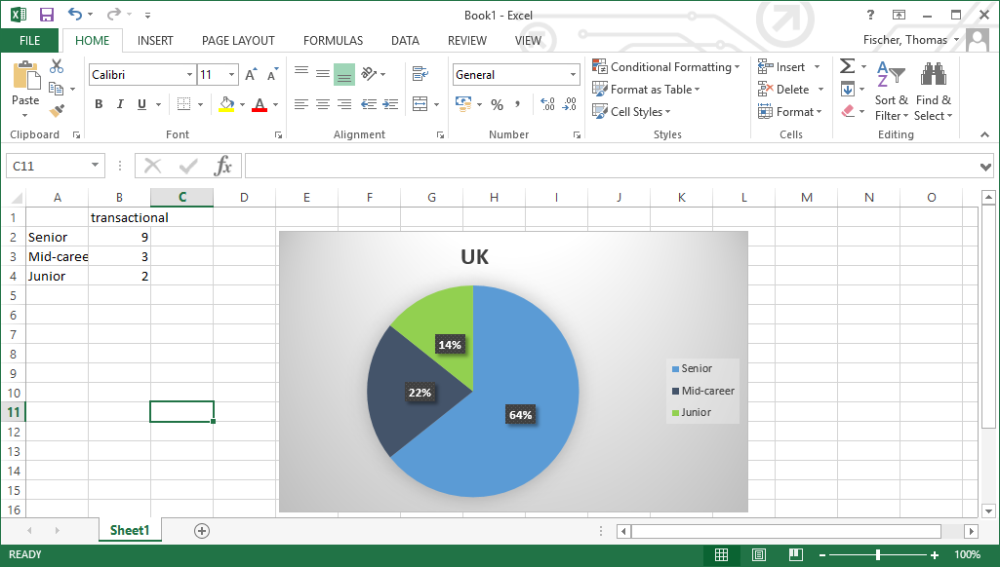 Book1 - Excel
?
FILE HOME INSERT PAGE LAYOUT FORMULAS DATA REVIEW VIEW Fischer, Thomas
Paste
Clipboard
Calibri 11
A A
B I U A
Font
Alignment
General
% , .00 .0
Number
Conditional Formatting
Format as Table
Cell Styles
Styles
Insert
Delete
Format
Cells
Σ
A Z
Sort & Filter
Find & Select
Editing
C11 fx
A B C D E F G H I J K L M N O
1 transactional
2 Senior 9
3 Mid-caree 3
4 Junior 2
5
6
7
8
9
10
11
12
13
14
15
16
UK
14%
22%
64%
Senior
Mid-career
Junior
Sheet1
READY 100%